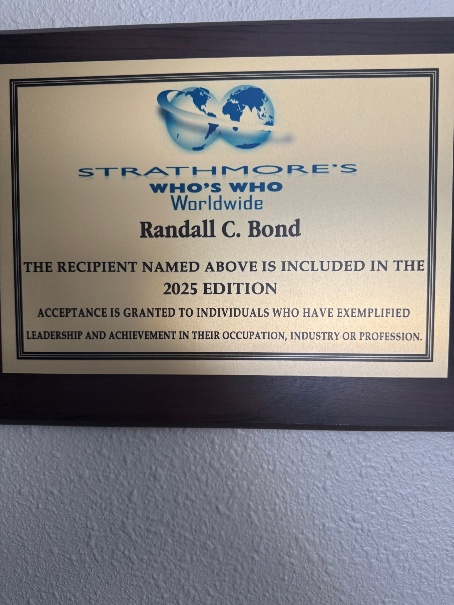 STRATHMORE'S
WHO'S WHO
Worldwide
Randall C. Bond
THE RECIPIENT NAMED ABOVE IS INCLUDED IN THE
2025 EDITION
ACCEPTANCE IS GRANTED TO INDIVIDUALS WHO HAVE EXEMPLIFIED
LEADERSHIP AND ACHIEVEMENT IN THEIR OCCUPATION, INDUSTRY OR PROFESSION.